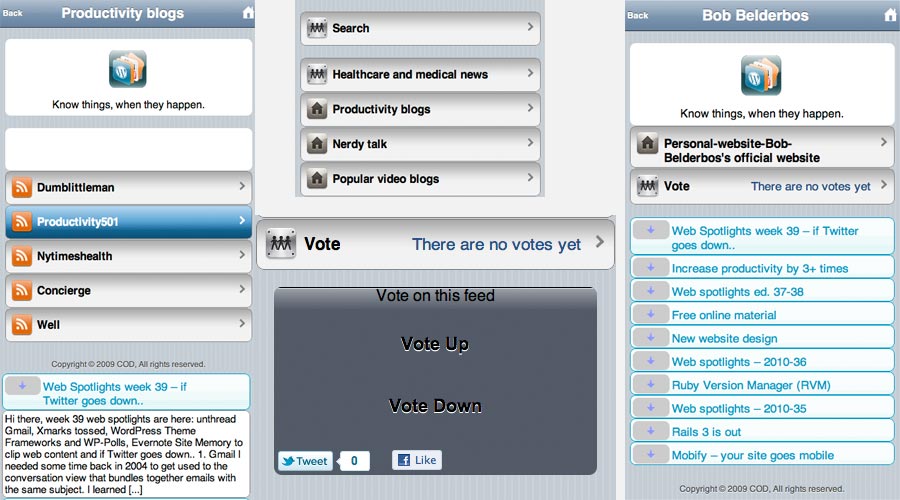 Back
Productivity blogs
Know things, when they happen.
Dumblittleman
Productivity501
Nytimeshealth
Concierge
Well
Copyright © 2009 COD, All rights reserved.
Web Spotlights week 39 – if
Twitter goes down..
Hi there, week 39 web spotlights are here: unthread
Gmail, Xmarks tossed, WordPress Theme
Frameworks and WP-Polls, Evernote Site Memory to
clip web content and if Twitter goes down.. 1. Gmail I
needed some time back in 2004 to get used to the
conversation view that bundles together emails with
the same subject. I learned [...]
Search
Healthcare and medical news
Productivity blogs
Nerdy talk
Popular video blogs
Vote There are no votes yet
Vote on this feed
Vote Up
Vote Down
Tweet 0 Like
Back
Bob Belderbos
Know things, when they happen.
Personal-website-Bob-
Belderbos's official website
Vote There are no votes yet
Web Spotlights week 39 – if Twitter
goes down..
Increase productivity by 3+ times
Web spotlights ed. 37-38
Free online material
New website design
Web spotlights – 2010-36
Ruby Version Manager (RVM)
Web spotlights – 2010-35
Rails 3 is out
Mobify – your site goes mobile
Copyright © 2009 COD, All rights reserved.